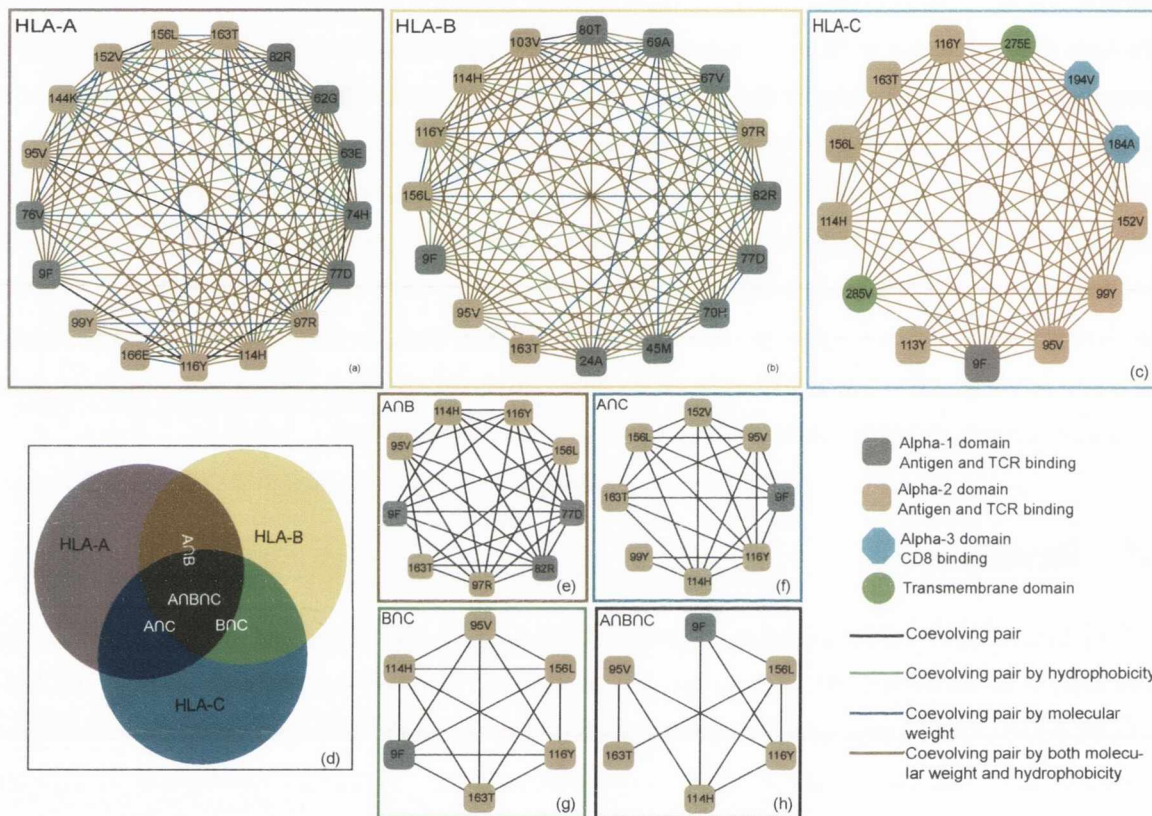 HLA-A
156L
163T
152V
82R
144K
62G
95V
63E
76V
74H
9F
77D
99Y
97R
166E
116Y
114H
(a)
HLA-B
80T
103V
69A
114H
67V
116Y
97R
156L
82R
9F
77D
95V
70H
163T
24A
45M
(b)
HLA-C
116Y
275E
163T
194V
156L
184A
114H
152V
285V
99Y
113Y
9F
95V
(c)
HLA-A
HLA-B
A∩B
A∩B∩C
A∩C
B∩C
HLA-C
(d)
A∩B
114H
116Y
95V
156L
9F
77D
163T
97R
82R
(e)
A∩C
152V
156L
95V
163T
9F
99Y
116Y
114H
(f)
B∩C
95V
114H
156L
9F
116Y
163T
(g)
A∩B∩C
9F
95V
156L
163T
116Y
114H
(h)
Alpha-1 domain
Antigen and TCR binding
Alpha-2 domain
Antigen and TCR binding
Alpha-3 domain
CD8 binding
Transmembrane domain
Coevolving pair
Coevolving pair by hydrophobicity
Coevolving pair by molecular
weight
Coevolving pair by both molecu-
lar weight and hydrophobicity